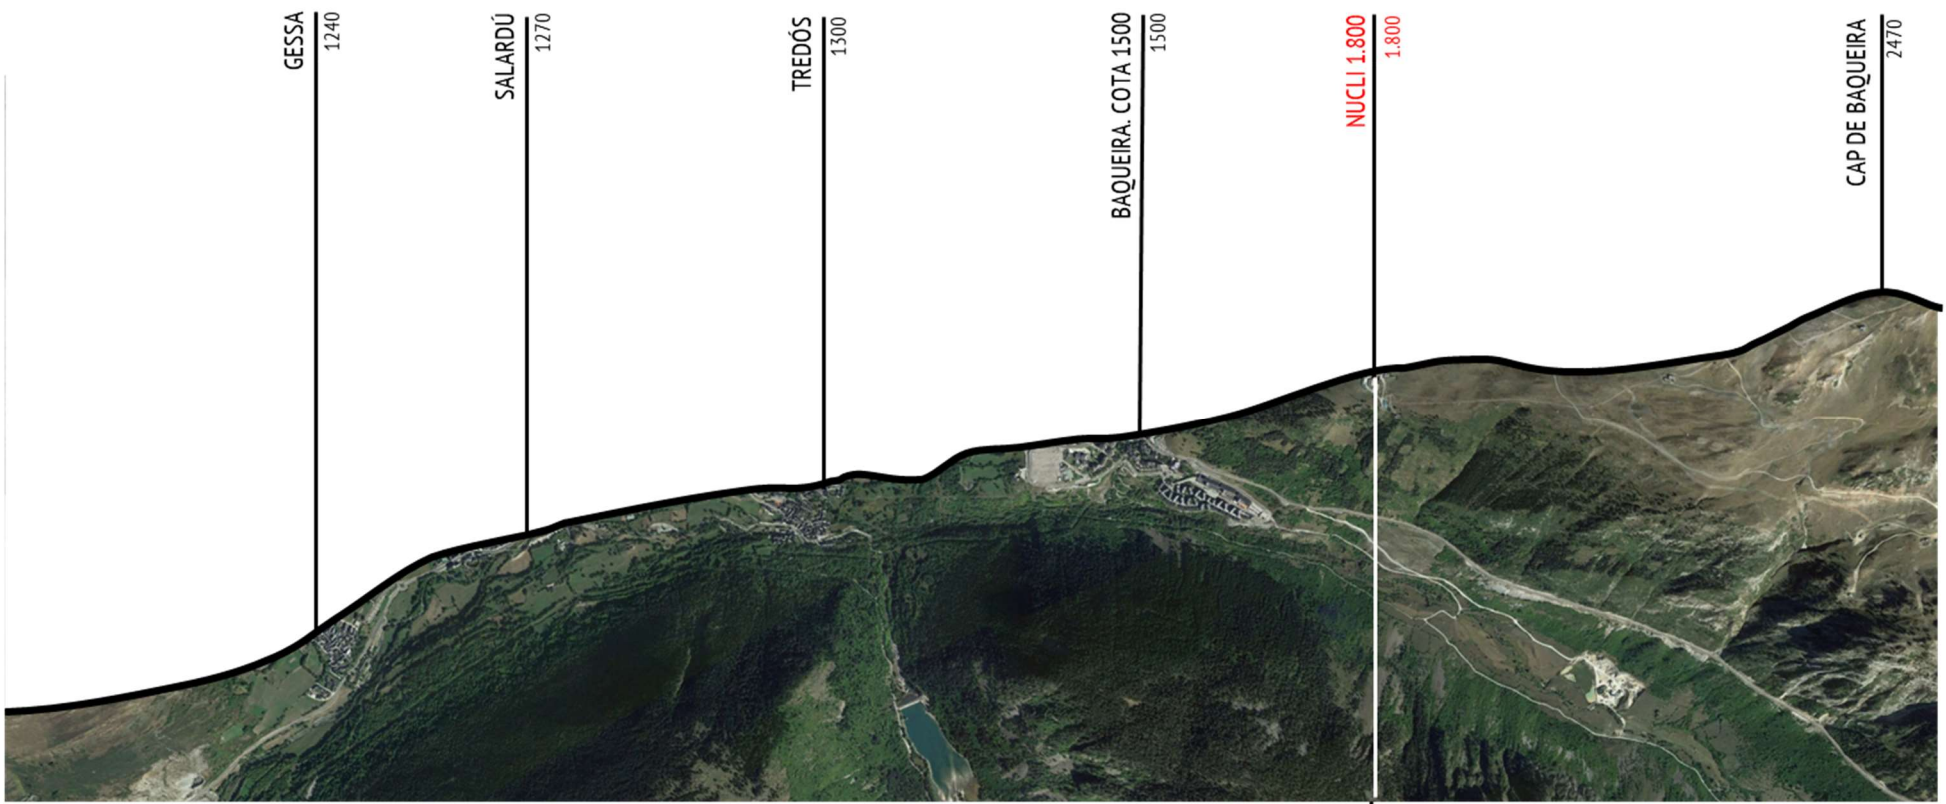 GESSA
1240
SALARDÚ
1270
TREDÓS
1300
BAQUEIRA. COTA 1500
1500
NUCLI 1.800
1.800
CAP DE BAQUEIRA
2470